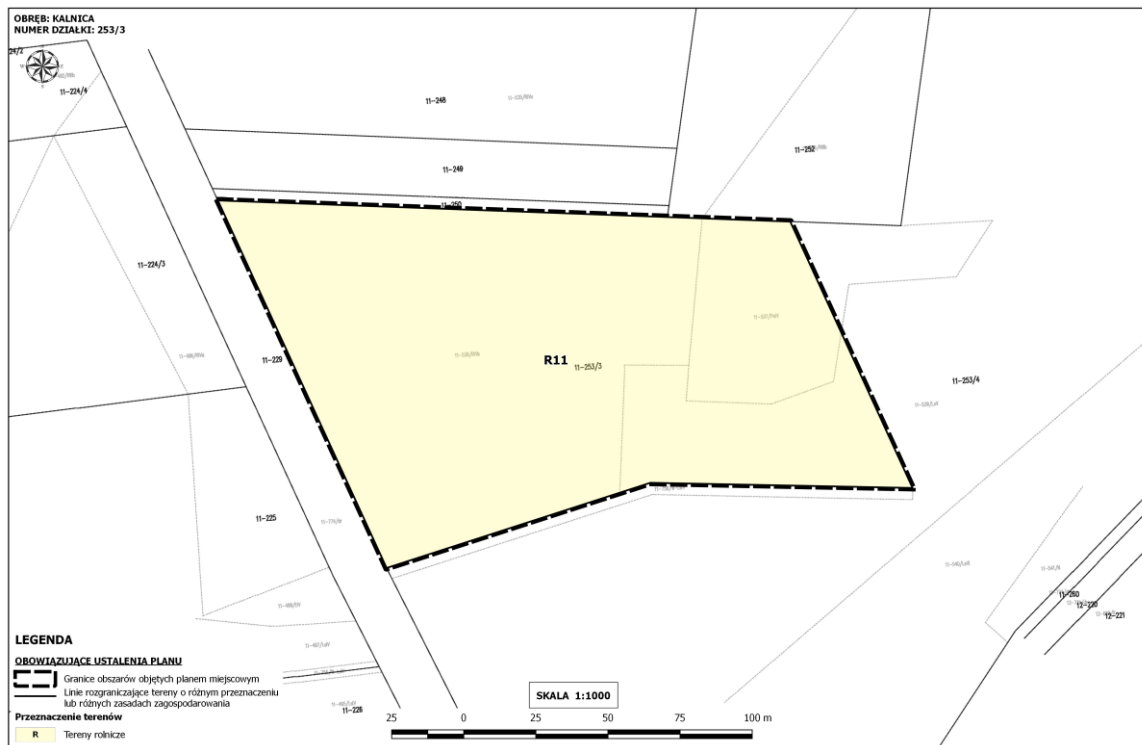 OBRĘB: KALNICA
NUMER DZIAŁKI: 253/3
24/2
11-224/4
11-248
11-249
11-252
11-250
11-224/3
11-229
R11
11-253/3
11-253/4
11-225
11-260
12-220
12-221
11-226
LEGENDA
OBOWIĄZUJĄCE USTALENIA PLANU
Granice obszarów objętych planem miejscowym
Linie rozgraniczające tereny o różnym przeznaczeniu
lub różnych zasadach zagospodarowania
Przeznaczenie terenów
R Tereny rolnicze
SKALA 1:1000
25 0 25 50 75 100 m